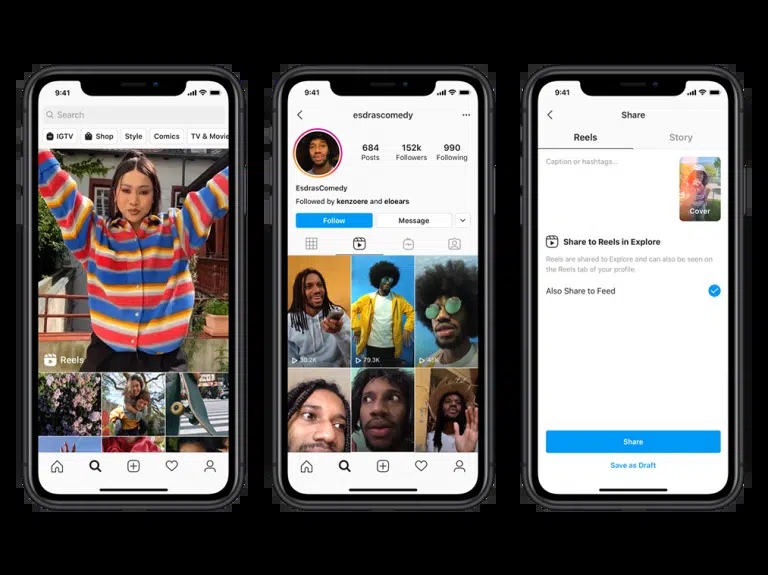 9:41
Search
IGTV
Shop
Style
Comics
TV & Movie
Reels
9:41
esdrascomedy
684
152k
990
Posts
Followers
Following
EsdrasComedy
Followed by kenzoere and eloears
Follow
Message
30.2K
79.3K
45K
9:41
Share
Reels
Story
Caption or hashtags...
Cover
Share to Reels in Explore
Reels are shared to Explore and can also be seen on
the Reels tab of your profile.
Also Share to Feed
Share
Save as Draft